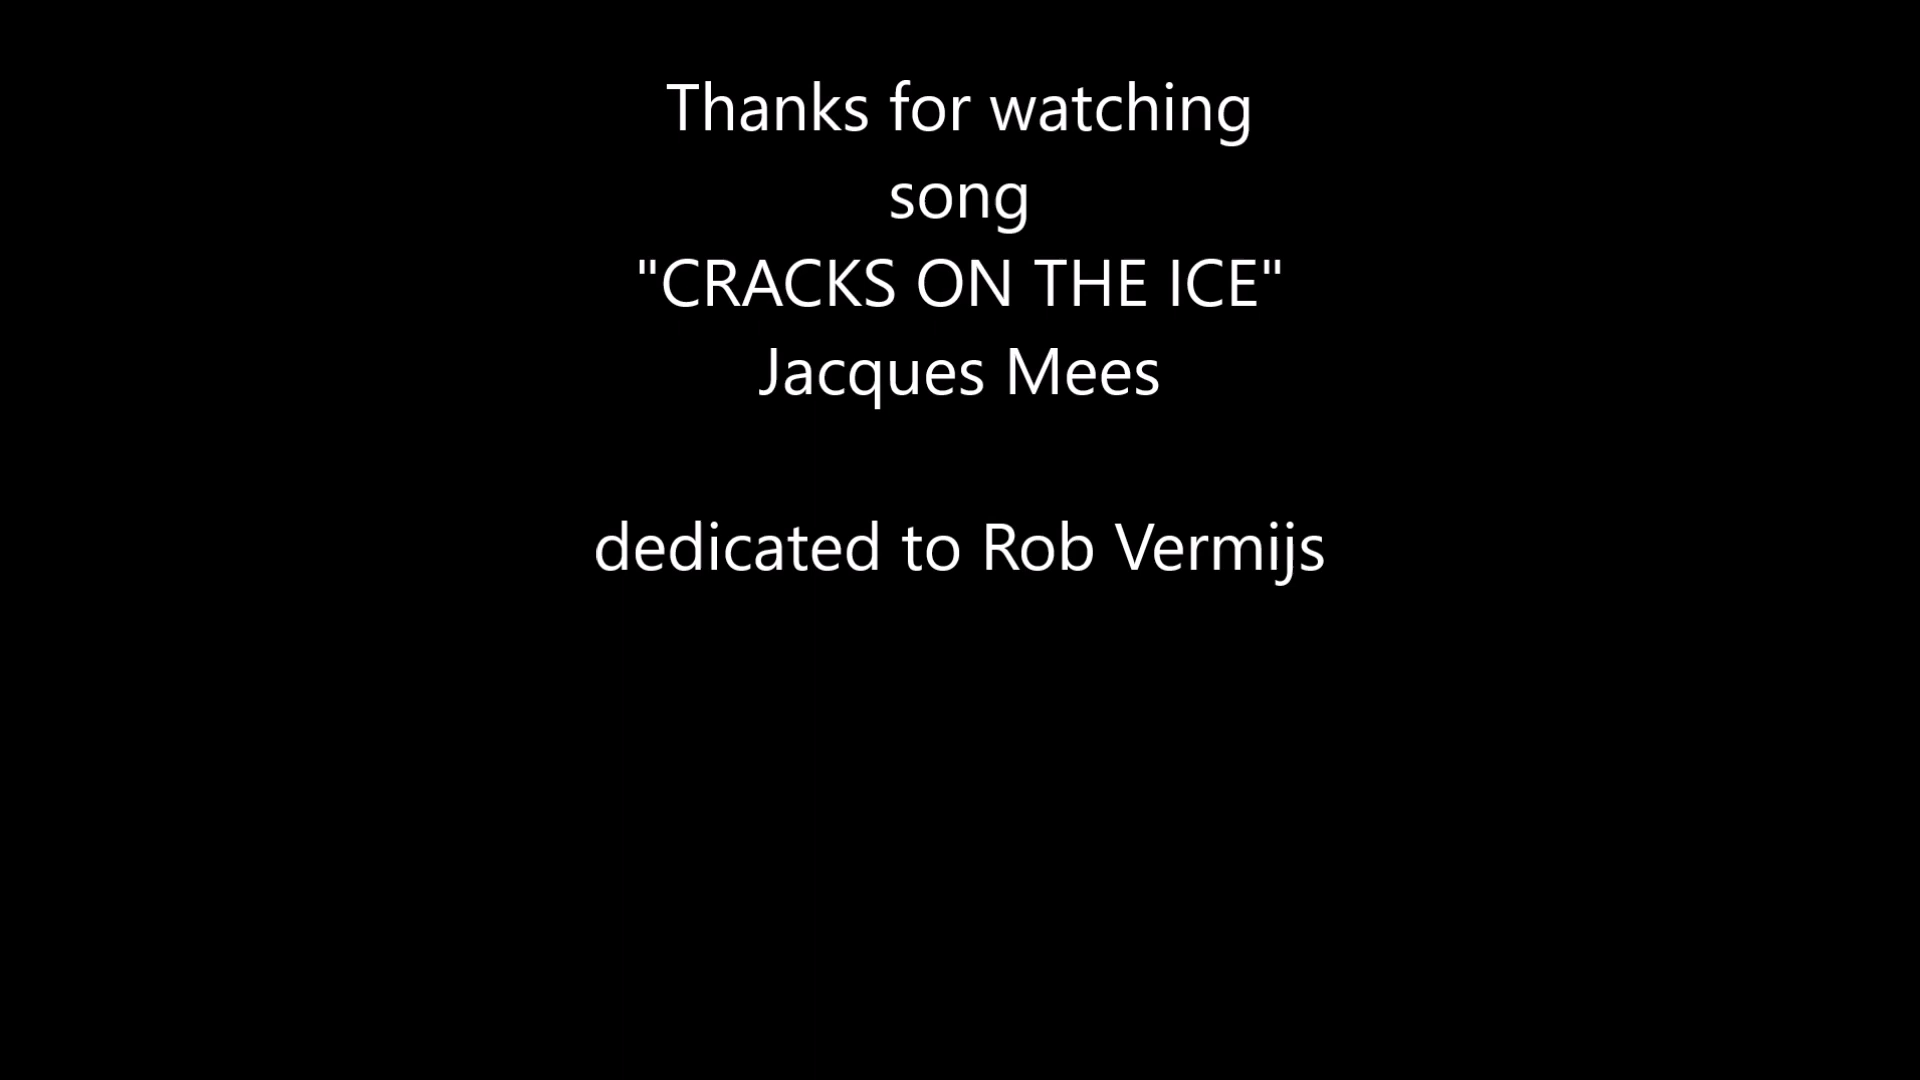 Thanks for watching
song
"CRACKS ON THE ICE"
Jacques Mees
dedicated to Rob Vermijs